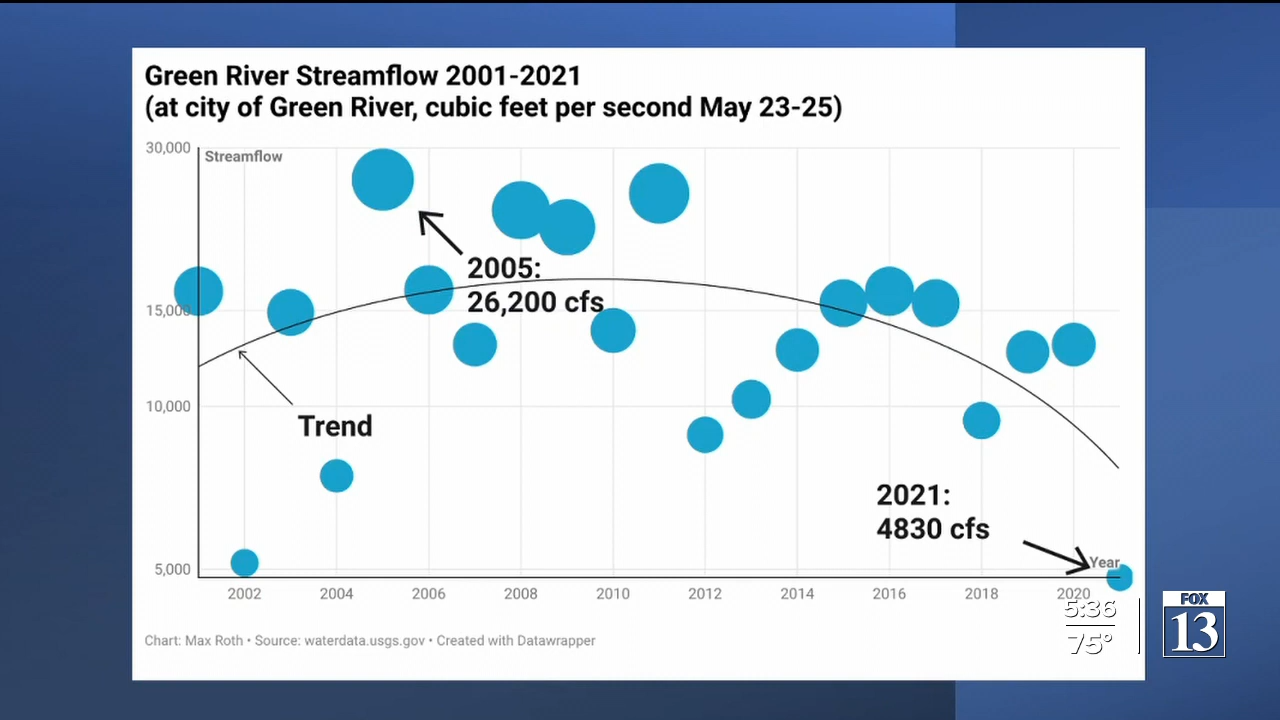 Green River Streamflow 2001-2021
(at city of Green River, cubic feet per second May 23-25)
30,000
Streamflow
2005:
26,200 cfs
15,000
10,000
Trend
2021:
4830 cfs
Year
5,000
2002 2004 2006 2008 2010 2012 2014 2016 2018 2020
Chart: Max Roth • Source: waterdata.usgs.gov • Created with Datawrapper
5:36
75°
FOX
13